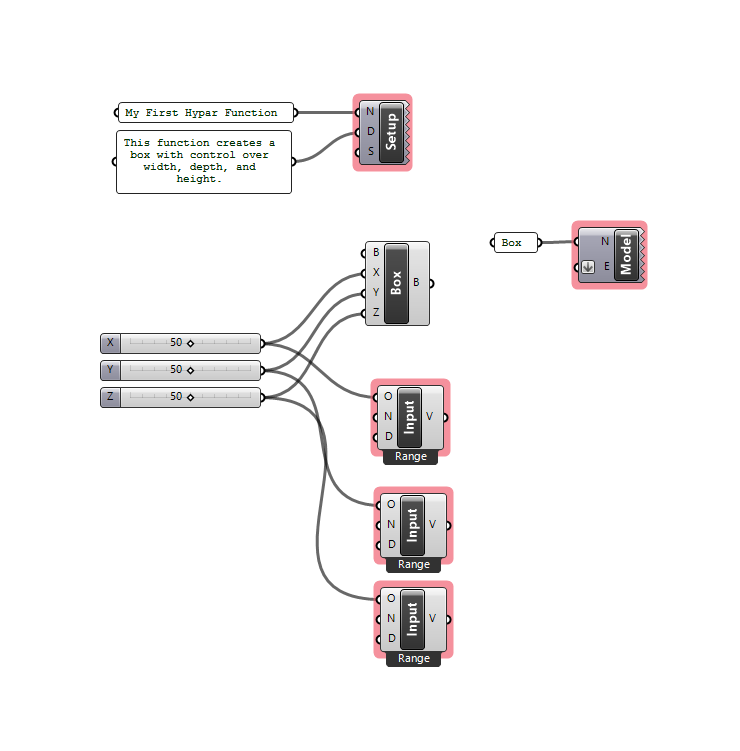 My First Hypar Function
N
D
S
Setup
This function creates a
box with control over
width, depth, and
height.
B
X
Y
Z
Box
B
Box
N
E
Model
X 50
Y 50
Z 50
O
N
D
Input
V
Range
O
N
D
Input
V
Range
O
N
D
Input
V
Range